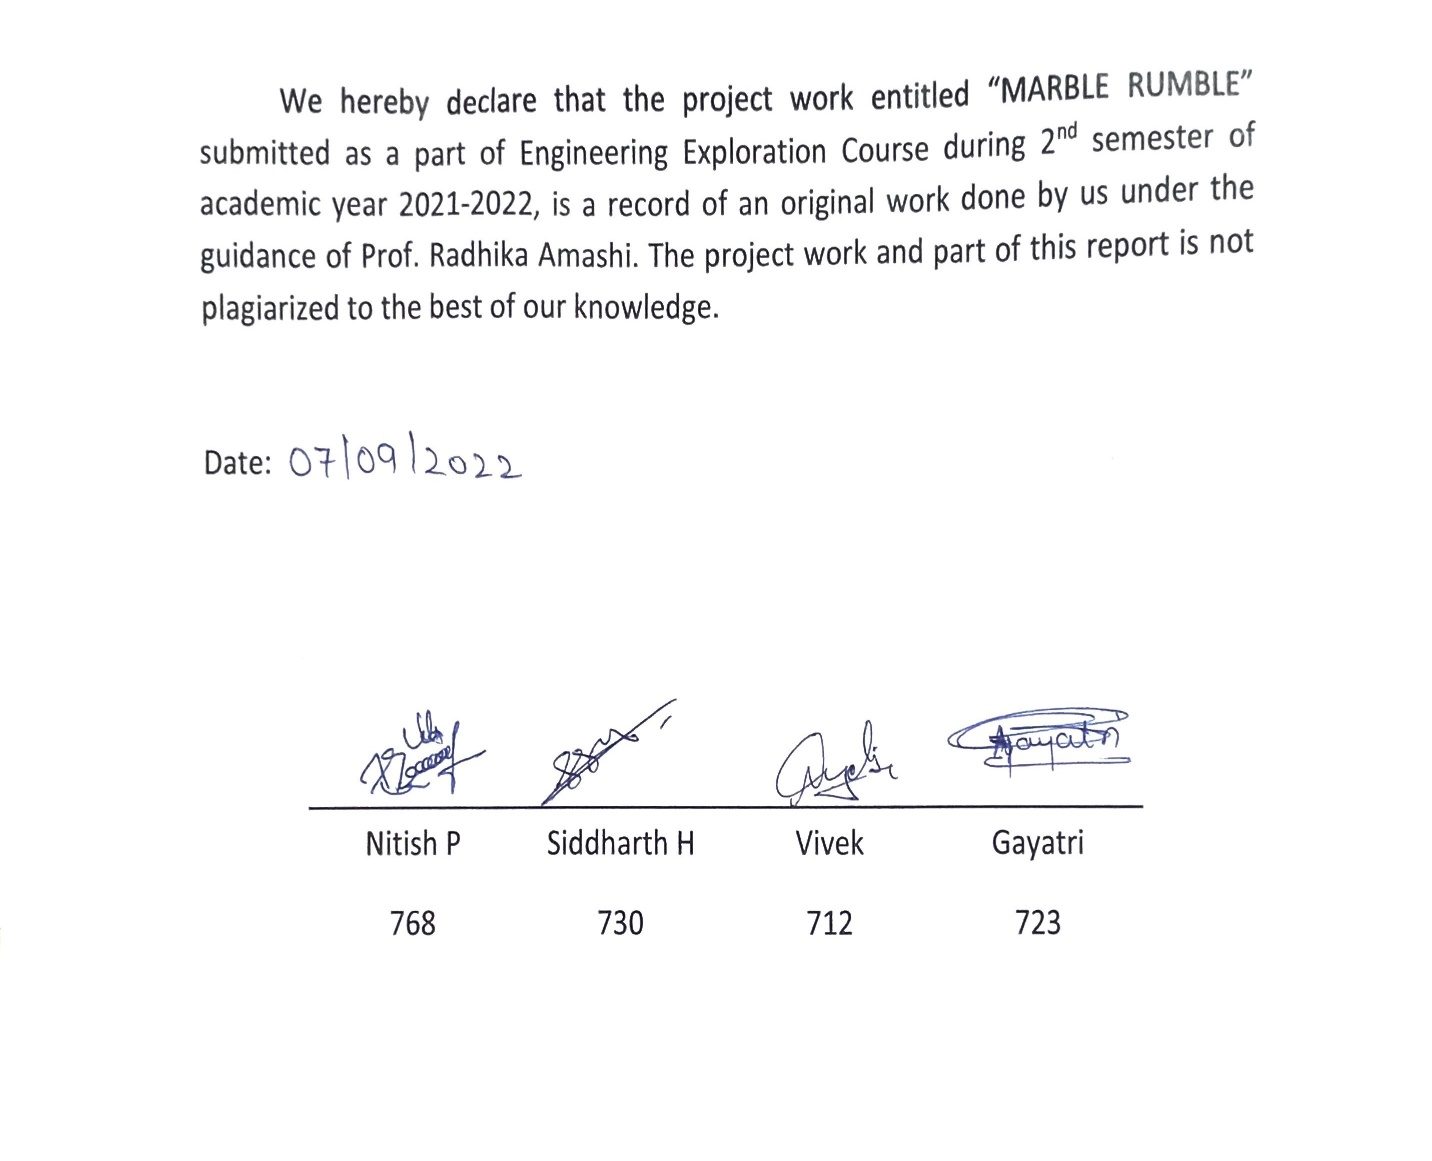 We hereby declare that the project work entitled “MARBLE RUMBLE”
submitted as a part of Engineering Exploration Course during 2nd semester of
academic year 2021-2022, is a record of an original work done by us under the
guidance of Prof. Radhika Amashi. The project work and part of this report is not
plagiarized to the best of our knowledge.
Date: 07/09/2022
Gayatri
Nitish P Siddharth H Vivek Gayatri
768 730 712 723